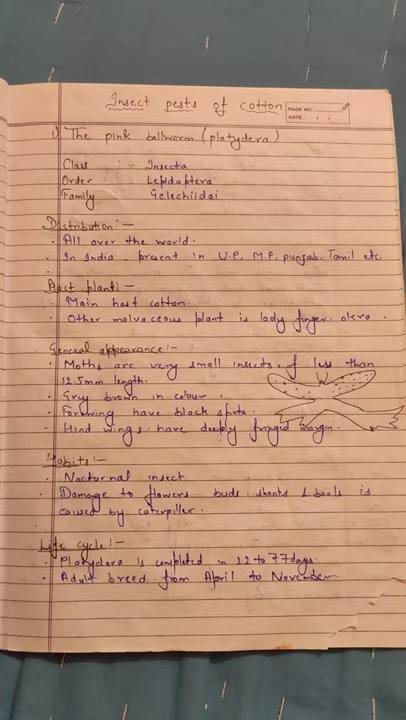 Insect pests of cotton
PAGE NO.:
DATE: / /
1) The pink bollworm (platydera)
Class :- Insecta
Order Lepidoptera
Family Gelechildai
Distribution :-
· All over the world.
· In India, present in U.P, M.P, punjab, Tamil etc
Host plant :-
· Main host cotton.
· Other malvaceous plant is lady finger, okra.
General appearance :-
· Moths are very small insects of less than
12.5mm length.
· Grey brown in colour.
· Forewing have black spots.
· Hind wings have deeply fringed margin.
Habits :-
· Nocturnal insect
· Damage to flowers, buds, shoots & bools is
caused by caterpiller.
Life cycle :-
· Platydera is completed in 22 to 77 days.
· Adult breed from April to November